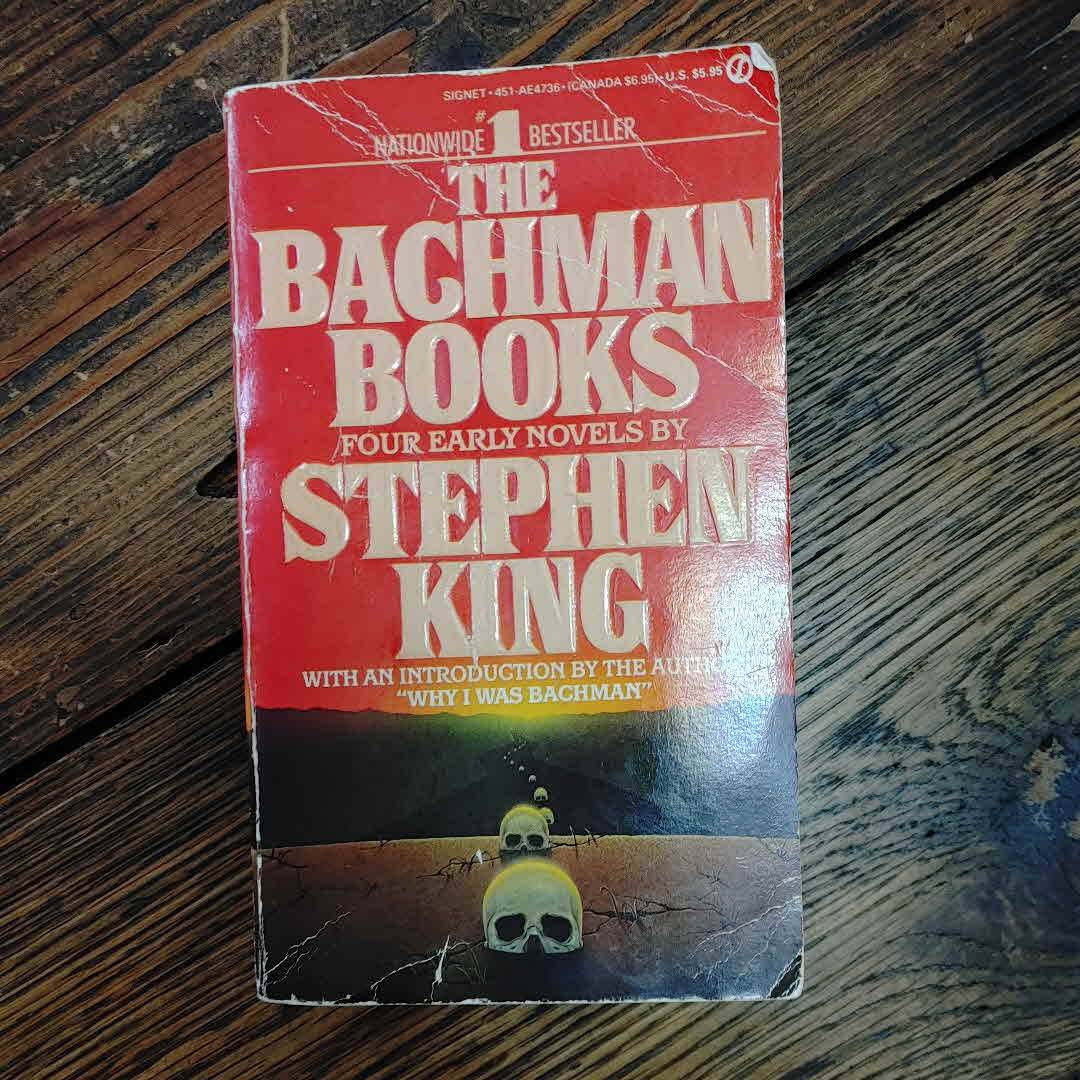 SIGNET • 451-AE4736 • (CANADA $6.95) • U.S. $5.95
#1
NATIONWIDE BESTSELLER
THE
BACHMAN
BOOKS
FOUR EARLY NOVELS BY
STEPHEN
KING
WITH AN INTRODUCTION BY THE
"WHY I WAS BACHMAN"